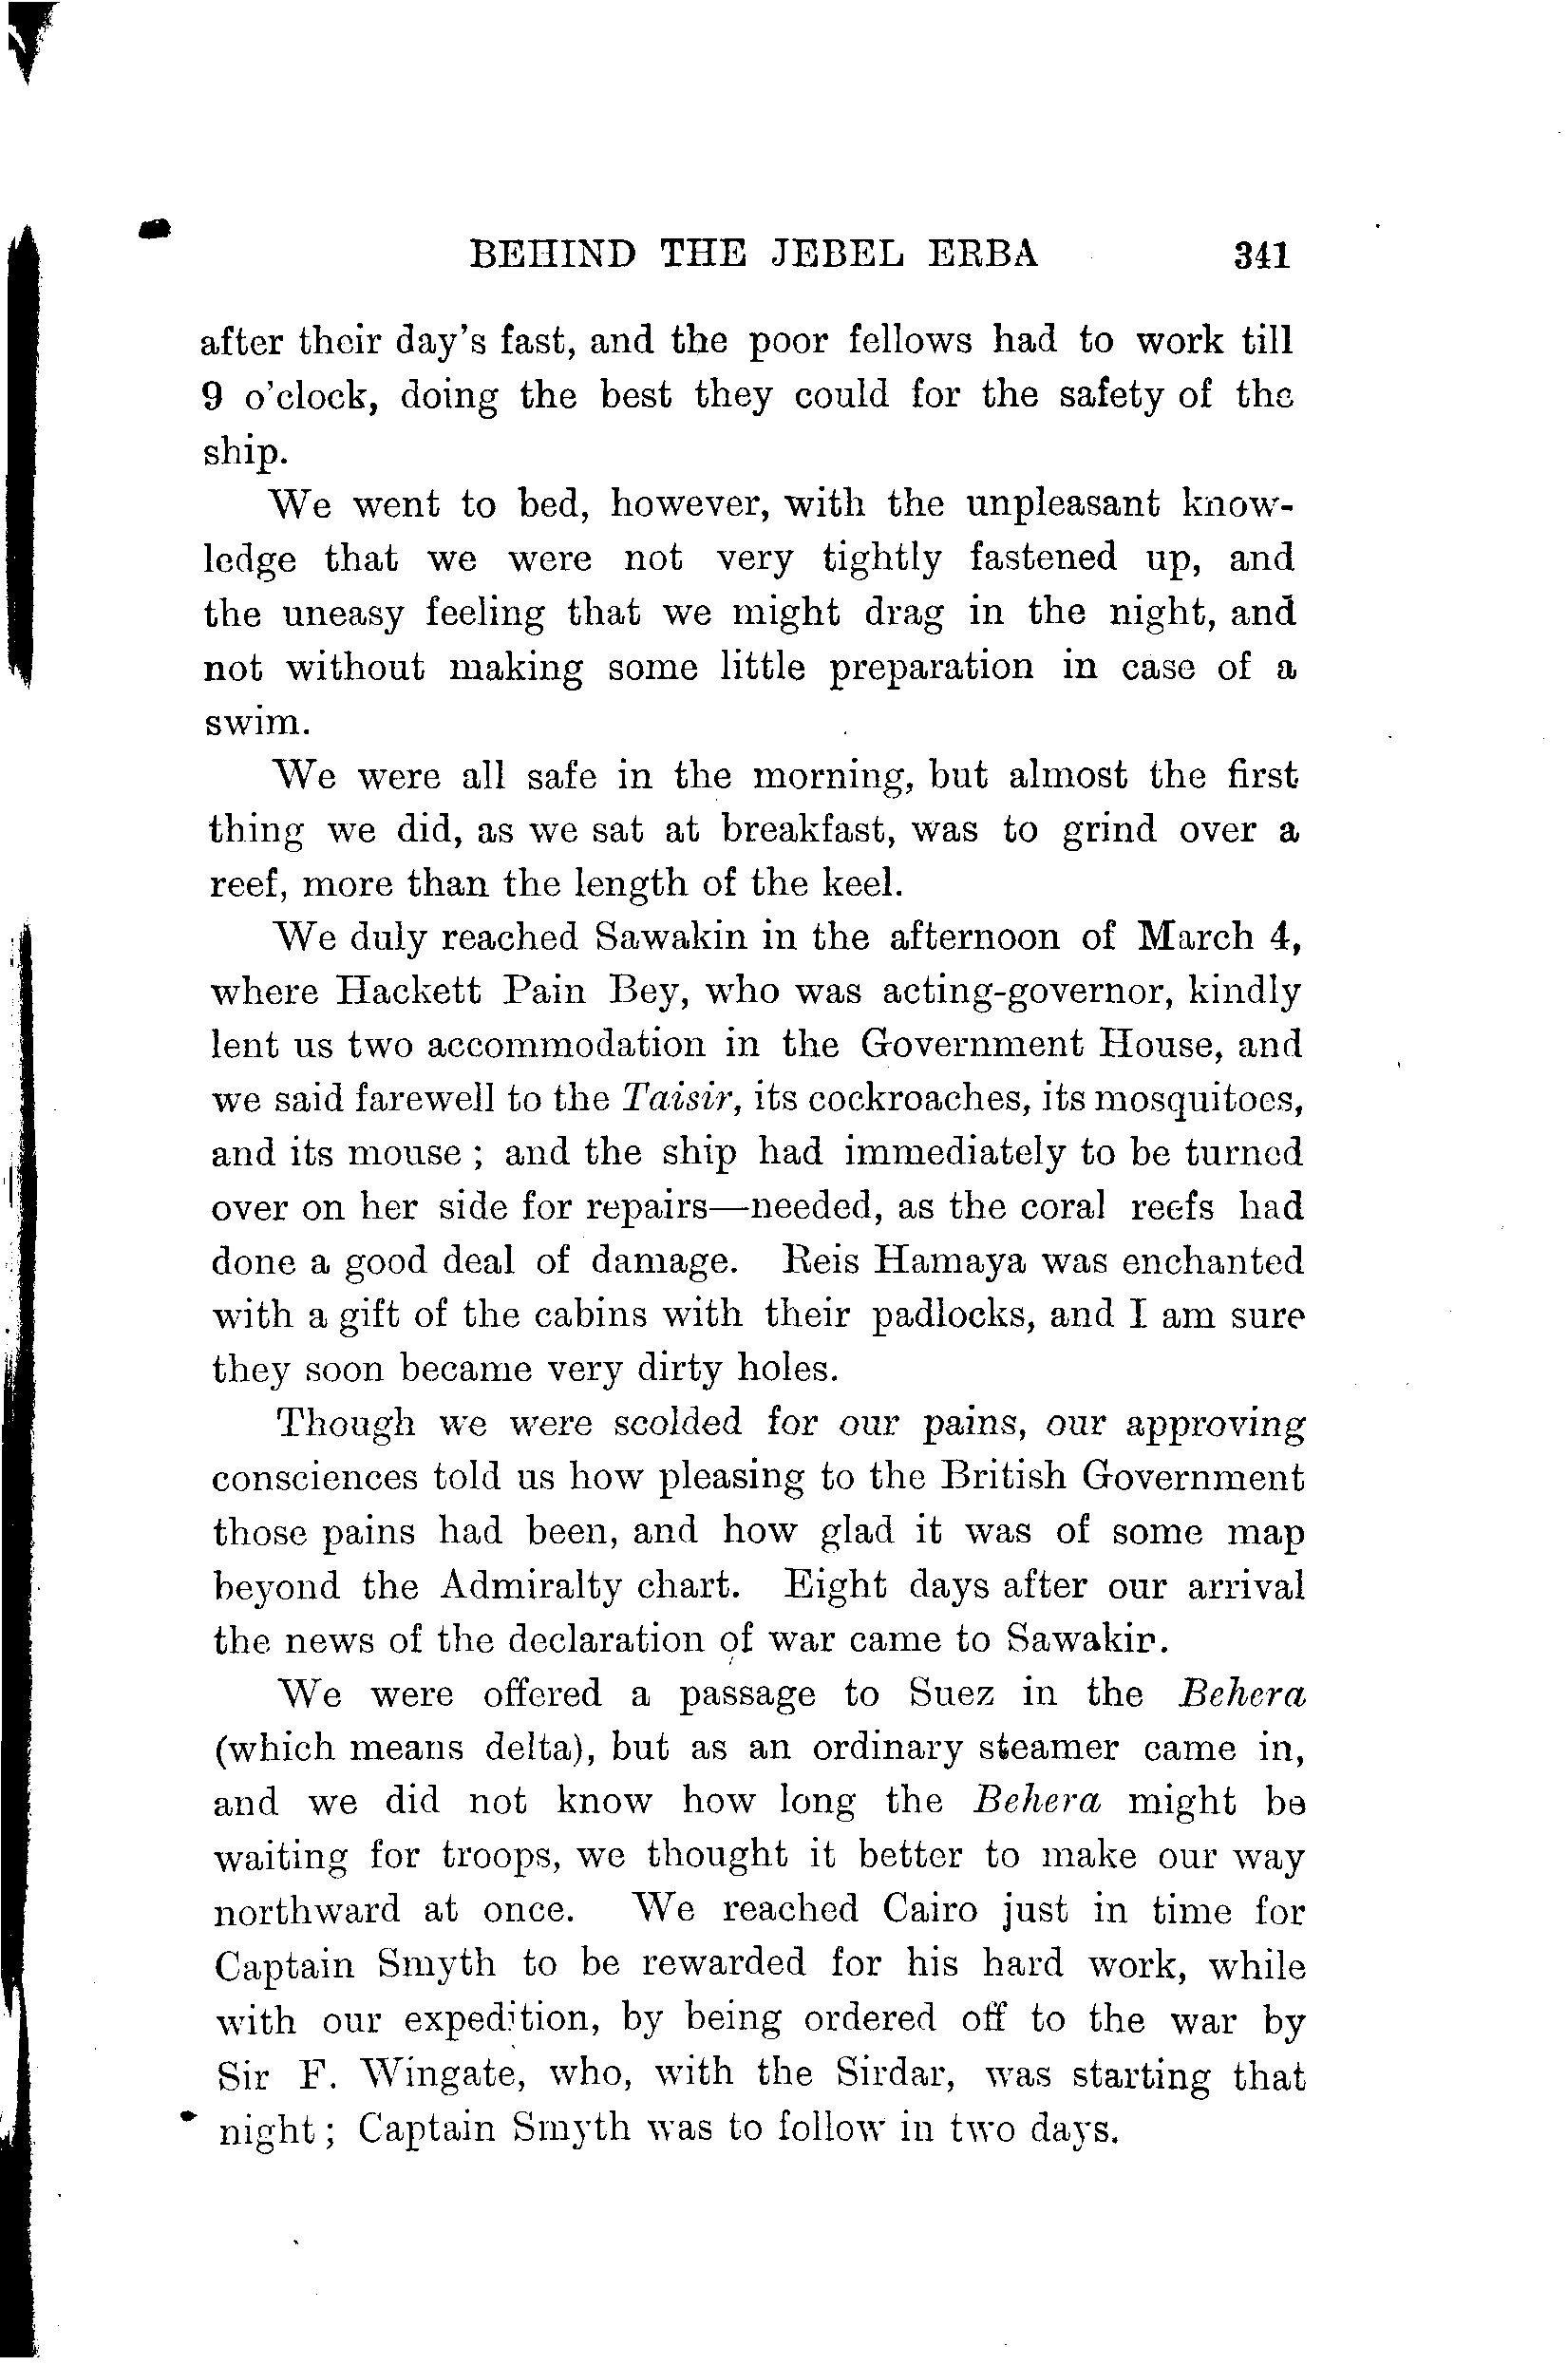 BEHIND THE JEBEL ERBA 341
after their day's fast, and the poor fellows had to work till
9 o'clock, doing the best they could for the safety of the
ship.
We went to bed, however, with the unpleasant know-
ledge that we were not very tightly fastened up, and
the uneasy feeling that we might drag in the night, and
not without making some little preparation in case of a
swim.
We were all safe in the morning, but almost the first
thing we did, as we sat at breakfast, was to grind over a
reef, more than the length of the keel.
We duly reached Sawakin in the afternoon of March 4,
where Hackett Pain Bey, who was acting-governor, kindly
lent us two accommodation in the Government House, and
we said farewell to the Taisir, its cockroaches, its mosquitoes,
and its mouse ; and the ship had immediately to be turned
over on her side for repairs—needed, as the coral reefs had
done a good deal of damage. Reis Hamaya was enchanted
with a gift of the cabins with their padlocks, and I am sure
they soon became very dirty holes.
Though we were scolded for our pains, our approving
consciences told us how pleasing to the British Government
those pains had been, and how glad it was of some map
beyond the Admiralty chart. Eight days after our arrival
the news of the declaration of war came to Sawakin.
We were offered a passage to Suez in the Behera
(which means delta), but as an ordinary steamer came in,
and we did not know how long the Behera might be
waiting for troops, we thought it better to make our way
northward at once. We reached Cairo just in time for
Captain Smyth to be rewarded for his hard work, while
with our expedition, by being ordered off to the war by
Sir F. Wingate, who, with the Sirdar, was starting that
night ; Captain Smyth was to follow in two days.